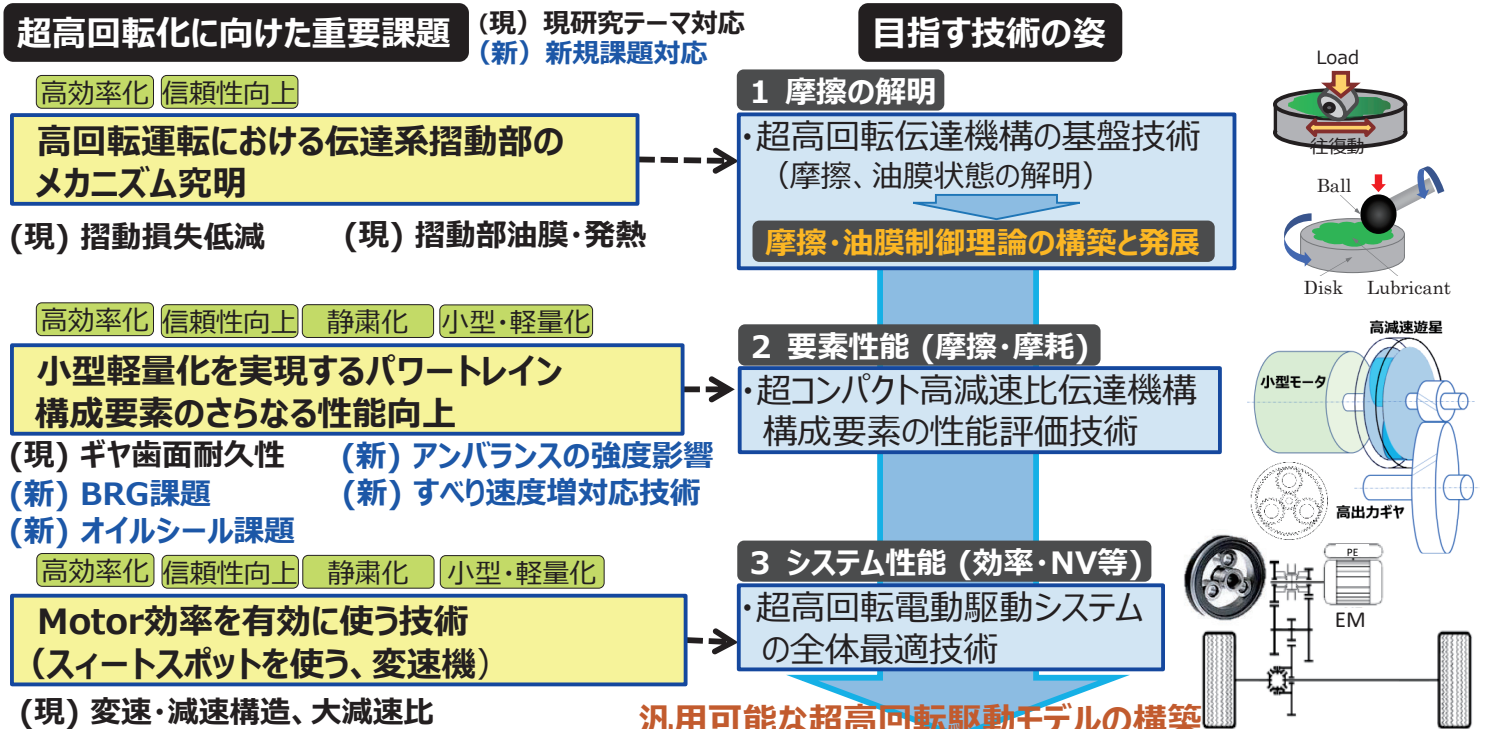 超高回転化に向けた重要課題
(現) 現研究テーマ対応
(新) 新規課題対応
目指す技術の姿
高効率化 信頼性向上
高回転運転における伝達系摺動部の
メカニズム究明
(現) 摺動損失低減 (現) 摺動部油膜・発熱
1 摩擦の解明
・超高回転伝達機構の基盤技術
（摩擦、油膜状態の解明）
摩擦・油膜制御理論の構築と発展
Load
往復動
Ball
Disk Lubricant
高効率化 信頼性向上 静粛化 小型・軽量化
小型軽量化を実現するパワートレイン
構成要素のさらなる性能向上
(現) ギヤ歯面耐久性 (新) アンバランスの強度影響
(新) BRG課題 (新) すべり速度増対応技術
(新) オイルシール課題
2 要素性能 (摩擦・摩耗)
・超コンパクト高減速比伝達機構
構成要素の性能評価技術
高減速遊星
小型モータ
高出力ギヤ
高効率化 信頼性向上 静粛化 小型・軽量化
Motor効率を有効に使う技術
（スィートスポットを使う、変速機）
(現) 変速・減速構造、大減速比
3 システム性能 (効率・NV等)
・超高回転電動駆動システム
の全体最適技術
PE
EM
汎用可能な超高回転駆動モデルの構築